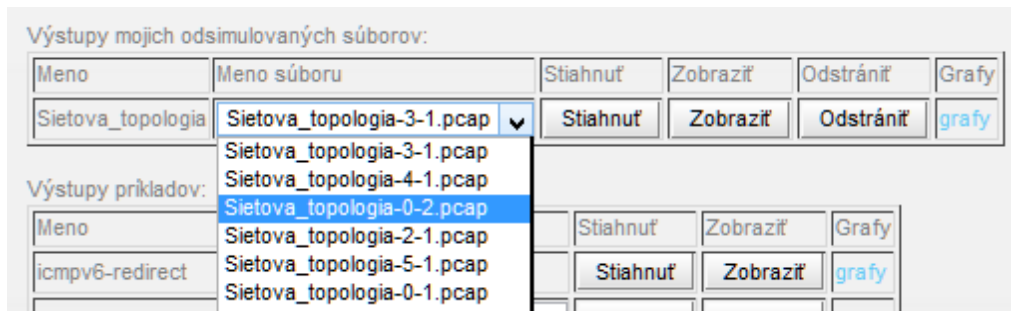 Výstupy mojich odsimulovaných súborov:
Meno Meno súboru Stiahnuť Zobraziť Odstrániť Grafy
Sietova_topologia Sietova_topologia-3-1.pcap Stiahnuť Zobraziť Odstrániť grafy
Sietova_topologia-3-1.pcap
Sietova_topologia-4-1.pcap
Sietova_topologia-0-2.pcap
Sietova_topologia-2-1.pcap
Sietova_topologia-5-1.pcap
Sietova_topologia-0-1.pcap
Výstupy príkladov:
Meno Stiahnuť Zobraziť Grafy
icmpv6-redirect Stiahnuť Zobraziť grafy